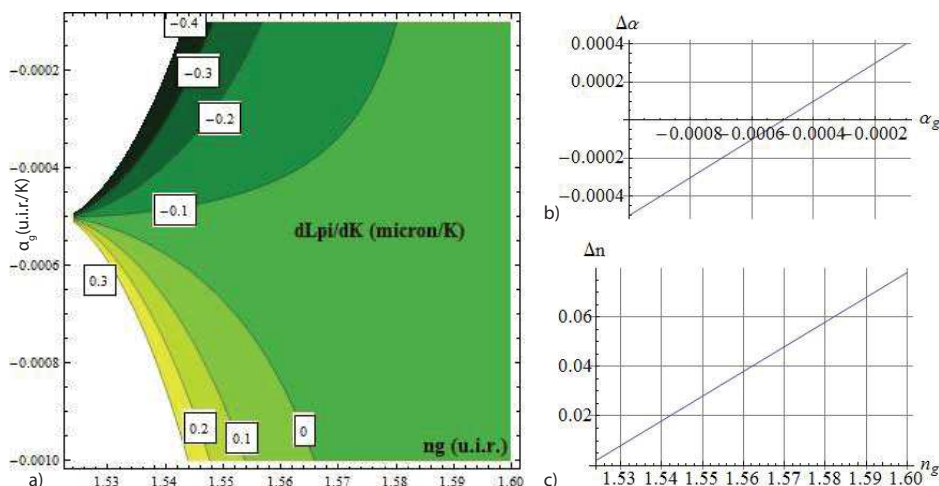 −0.0002
−0.0004
−0.0006
−0.0008
−0.0010
αg(u.i.r./K)
−0.4
−0.3
−0.2
−0.1
dLpi/dK (micron/K)
0.3
0.2
0.1
0
ng (u.i.r.)
a)
1.53 1.54 1.55 1.56 1.57 1.58 1.59 1.60
Δα
0.0004
0.0002
−0.0008 −0.0006 −0.0004 −0.0002
αg
−0.0002
−0.0004
b)
Δn
0.06
0.04
0.02
1.53 1.54 1.55 1.56 1.57 1.58 1.59 1.60
ng
c)